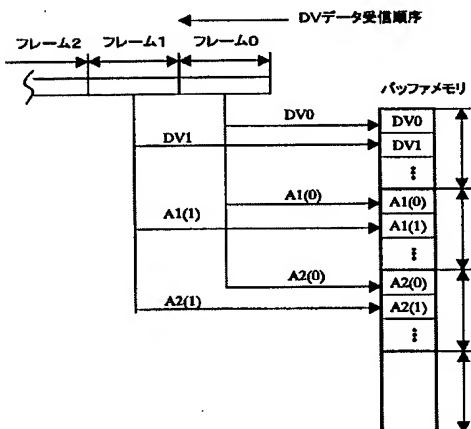 DVデータ受信順序
フレーム2 フレーム1 フレーム0
バッファメモリ
DV0 DV0
DV1 DV1
⋮
A1(0) A1(0)
A1(1) A1(1)
⋮
A2(0) A2(0)
A2(1) A2(1)
⋮